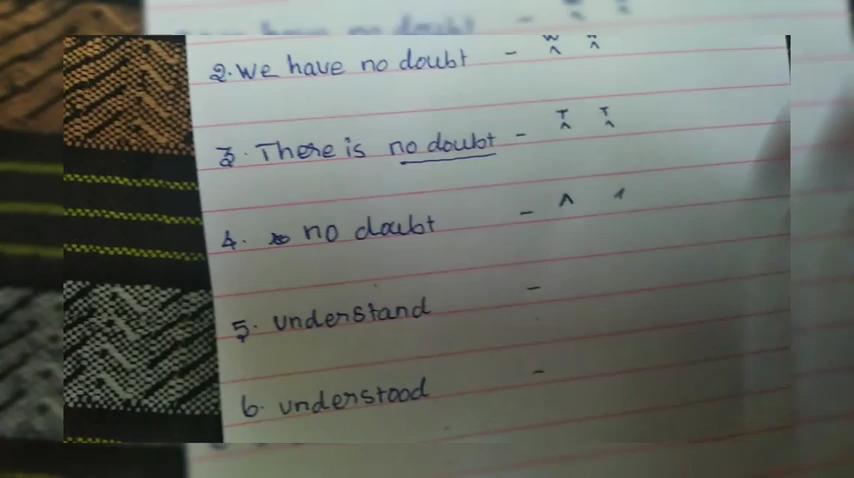 2. We have no doubt - w^ ..^
3. There is no doubt - T^ T^
4. no doubt - ^ ^
5. understand -
6. understood -